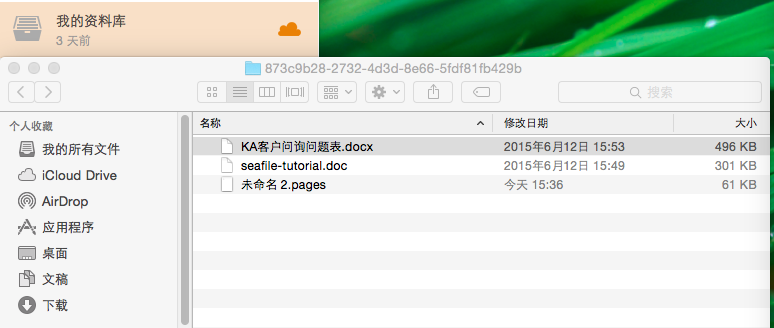 我的资料库
3 天前
873c9b28-2732-4d3d-8e66-5fdf81fb429b
搜索
个人收藏
我的所有文件
iCloud Drive
AirDrop
应用程序
桌面
文稿
下载
名称 修改日期 大小
KA客户问询问题表.docx 2015年6月12日 15:53 496 KB
seafile-tutorial.doc 2015年6月12日 15:49 301 KB
未命名 2.pages 今天 15:36 61 KB